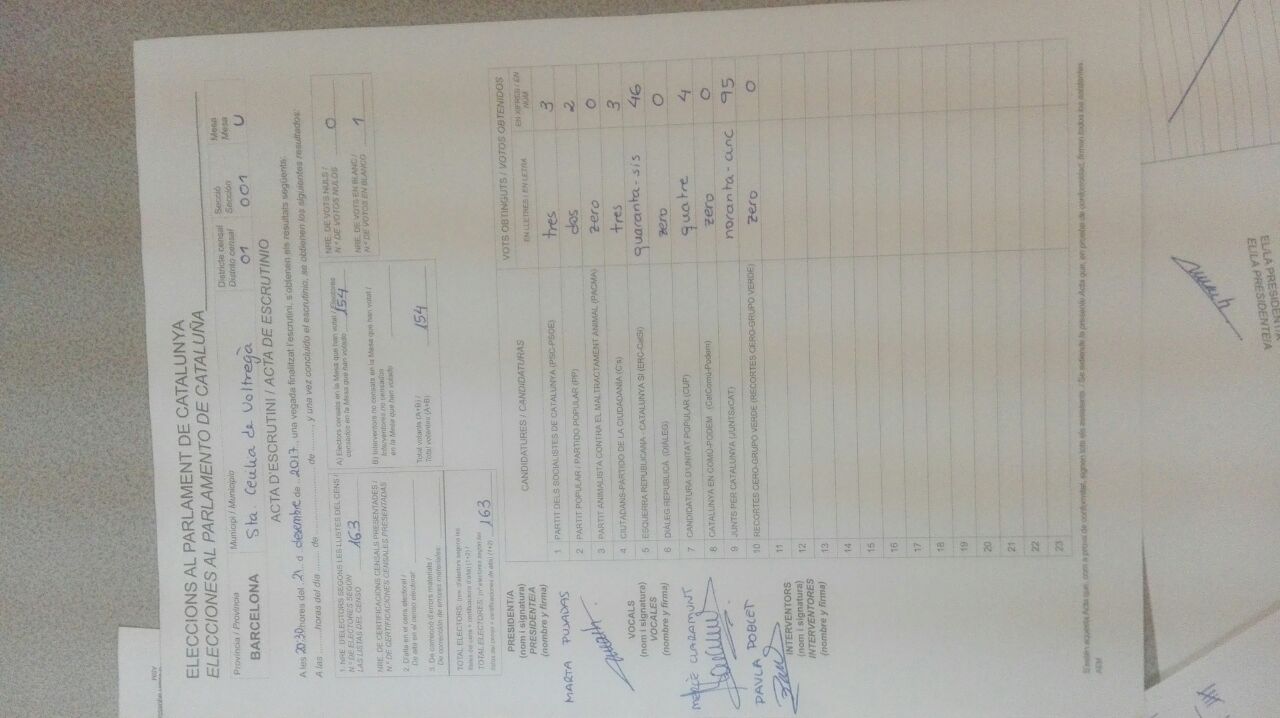 ELECCIONS AL PARLAMENT DE CATALUNYA
ELECCIONES AL PARLAMENTO DE CATALUÑA
Província / Provincia
BARCELONA
Municipi / Municipio
Sta Cecília de Voltregà
Districte censal
Distrito censal
01
Secció
Sección
001
Mesa
Mesa
U
ACTA D'ESCRUTINI / ACTA DE ESCRUTINIO
A les 20:30 hores del 21 d desembre de 2017, una vegada finalitzat l'escrutini, s'obtenen els resultats següents:
A las ........ horas del día ........ de ........ de ........, y una vez concluido el escrutinio, se obtienen los siguientes resultados:
1. NRE. D'ELECTORS SEGONS LES LLISTES DEL CENS /
N.º DE ELECTORES SEGÚN
LAS LISTAS DEL CENSO
163
NRE. DE CERTIFICACIONS CENSALS PRESENTADES /
N.º DE CERTIFICACIONES CENSALES PRESENTADAS
2. D'alta en el cens electoral /
De alta en el censo electoral
3. De correcció d'errors materials /
De corrección de errores materiales
TOTAL ELECTORS:
TOTAL ELECTORES:
163
A) Electors censats en la Mesa que han votat / Electores
censados en la Mesa que han votado
154
B) Interventors no censats en la Mesa que han votat /
Interventores no censados
en la Mesa que han votado
Total votants (A+B) /
Total votantes (A+B)
154
NRE. DE VOTS NULS /
N.º DE VOTOS NULOS
0
NRE. DE VOTS EN BLANC /
N.º DE VOTOS EN BLANCO
1
PRESIDENT/A
(nom i signatura)
PRESIDENTE/A
(nombre y firma)
MARTA PUJADAS
VOCALS
(nom i signatura)
VOCALES
(nombre y firma)
MERCÈ CLARAMUNT
PAULA POBLET
INTERVENTORS
(nom i signatura)
INTERVENTORES
(nombre y firma)
CANDIDATURES / CANDIDATURAS
VOTS OBTINGUTS / VOTOS OBTENIDOS
EN LLETRES / EN LETRA
EN XIFRES / EN NÚM
1 PARTIT DELS SOCIALISTES DE CATALUNYA (PSC-PSOE) tres 3
2 PARTIT POPULAR / PARTIDO POPULAR (PP) dos 2
3 PARTIT ANIMALISTA CONTRA EL MALTRACTAMENT ANIMAL (PACMA) zero 0
4 CIUTADANS-PARTIDO DE LA CIUDADANÍA (C's) tres 3
5 ESQUERRA REPUBLICANA - CATALUNYA SÍ (ERC-CatSí) quaranta-sis 46
6 DIÀLEG REPÚBLICA (DIÀLEG) zero 0
7 CANDIDATURA D'UNITAT POPULAR (CUP) quatre 4
8 CATALUNYA EN COMÚ-PODEM (CatComú-Podem) zero 0
9 JUNTS PER CATALUNYA (JUNTSxCAT) noranta-cinc 95
10 RECORTES CERO-GRUPO VERDE (RECORTES CERO-GRUPO VERDE) zero 0
11
12
13
14
15
16
17
18
19
20
21
22
23
EL/LA PRESIDENT/A
EL/LA PRESIDENTE/A